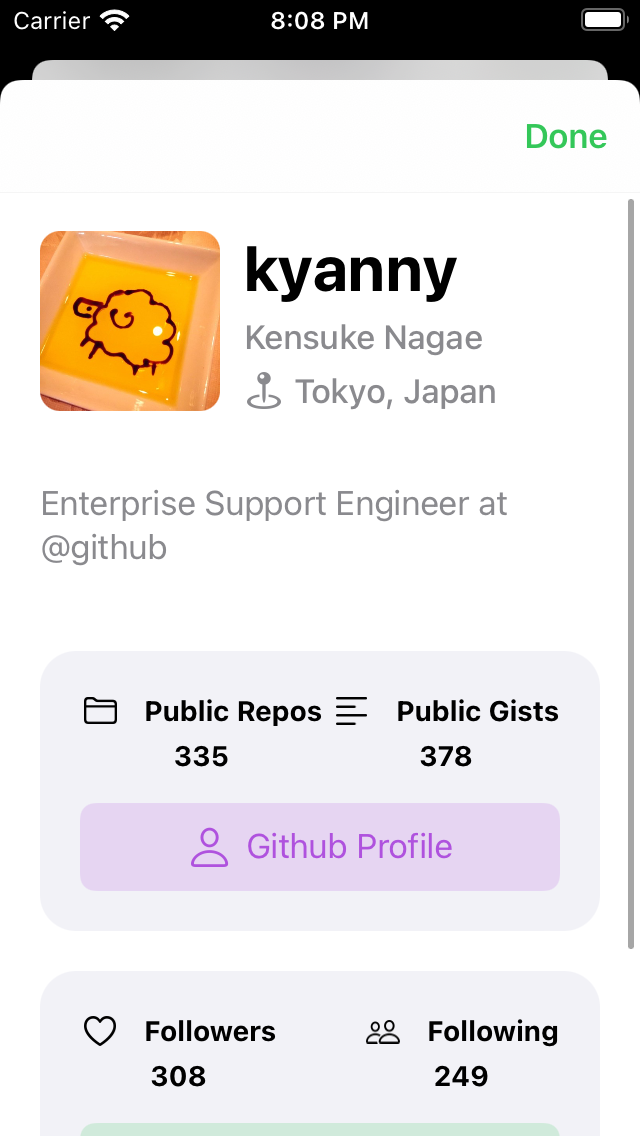 Carrier 8:08 PM
Done
kyanny
Kensuke Nagae
Tokyo, Japan
Enterprise Support Engineer at
@github
Public Repos Public Gists
335 378
Github Profile
Followers Following
308 249